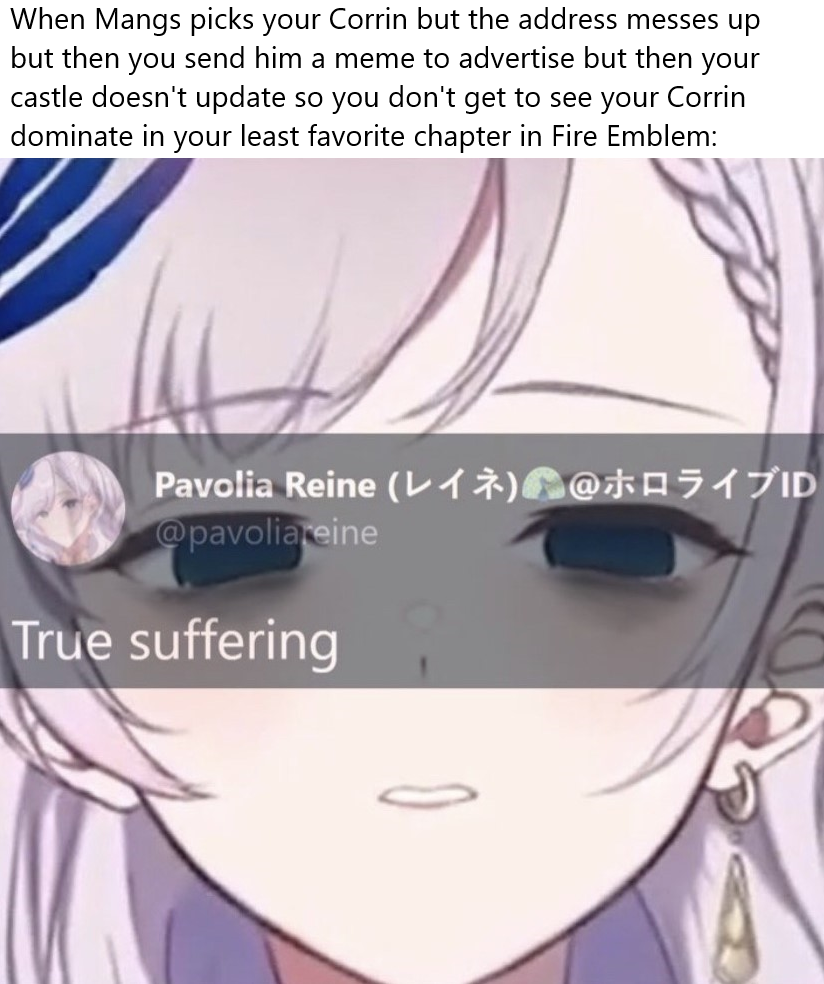 When Mangs picks your Corrin but the address messes up
but then you send him a meme to advertise but then your
castle doesn't update so you don't get to see your Corrin
dominate in your least favorite chapter in Fire Emblem:
Pavolia Reine (レイネ)🦚@ホロライブID
@pavoliareine
True suffering